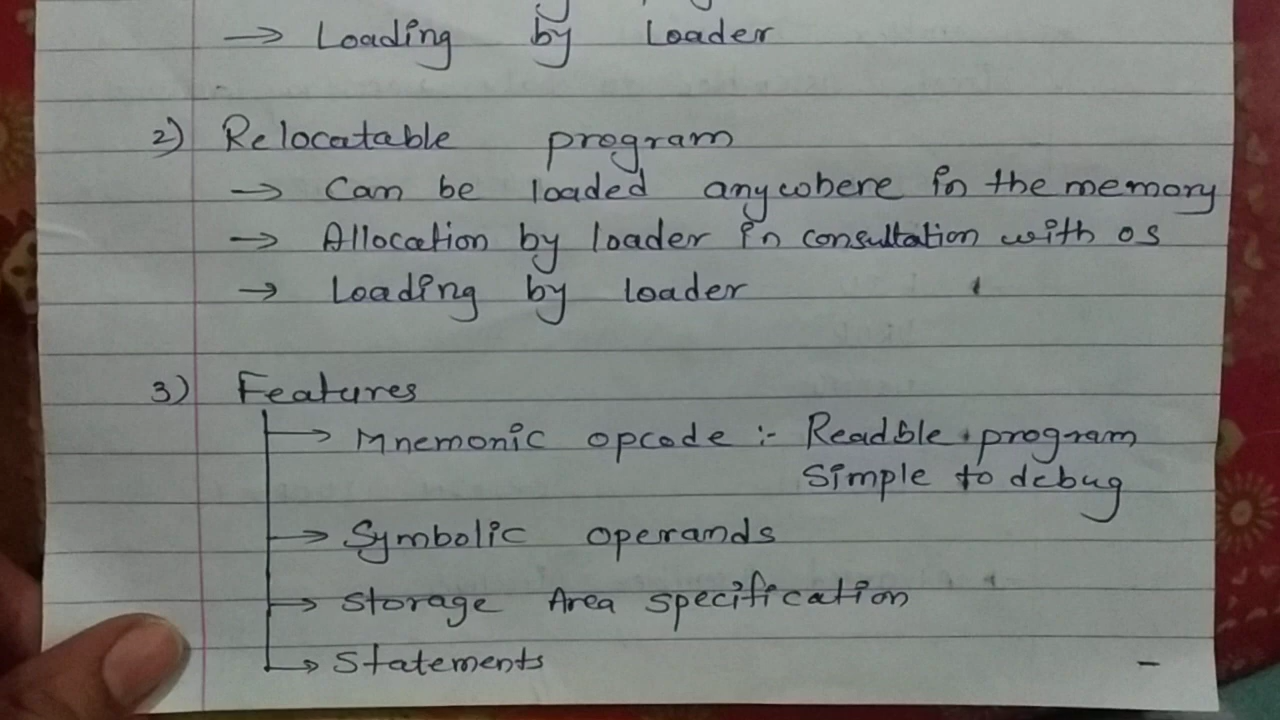 → Loading by Loader
2) Relocatable program
→ Can be loaded anywhere in the memory
→ Allocation by loader in consultation with os
→ Loading by loader
3) Features
→ Mnemonic opcode :- Readble program
Simple to debug
→ Symbolic operands
→ Storage Area specification
→ Statements